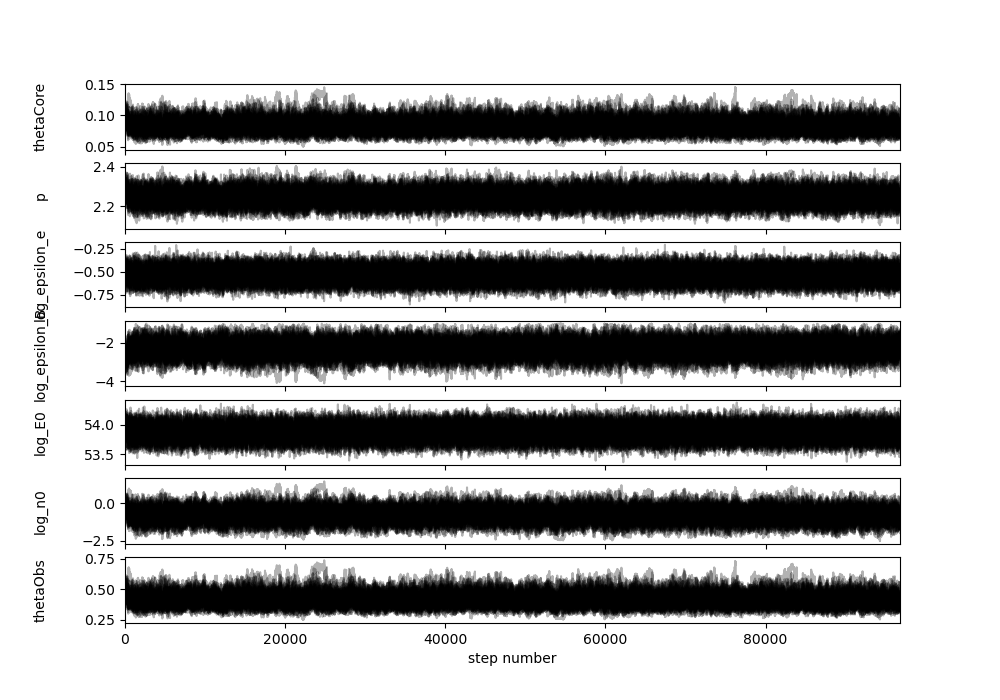 thetaCore
0.15
0.10
0.05
p
2.4
2.2
log_epsilon_e
−0.25
−0.50
−0.75
log_epsilon_B
−2
−4
log_E0
54.0
53.5
log_n0
0.0
−2.5
thetaObs
0.75
0.50
0.25
0 20000 40000 60000 80000
step number